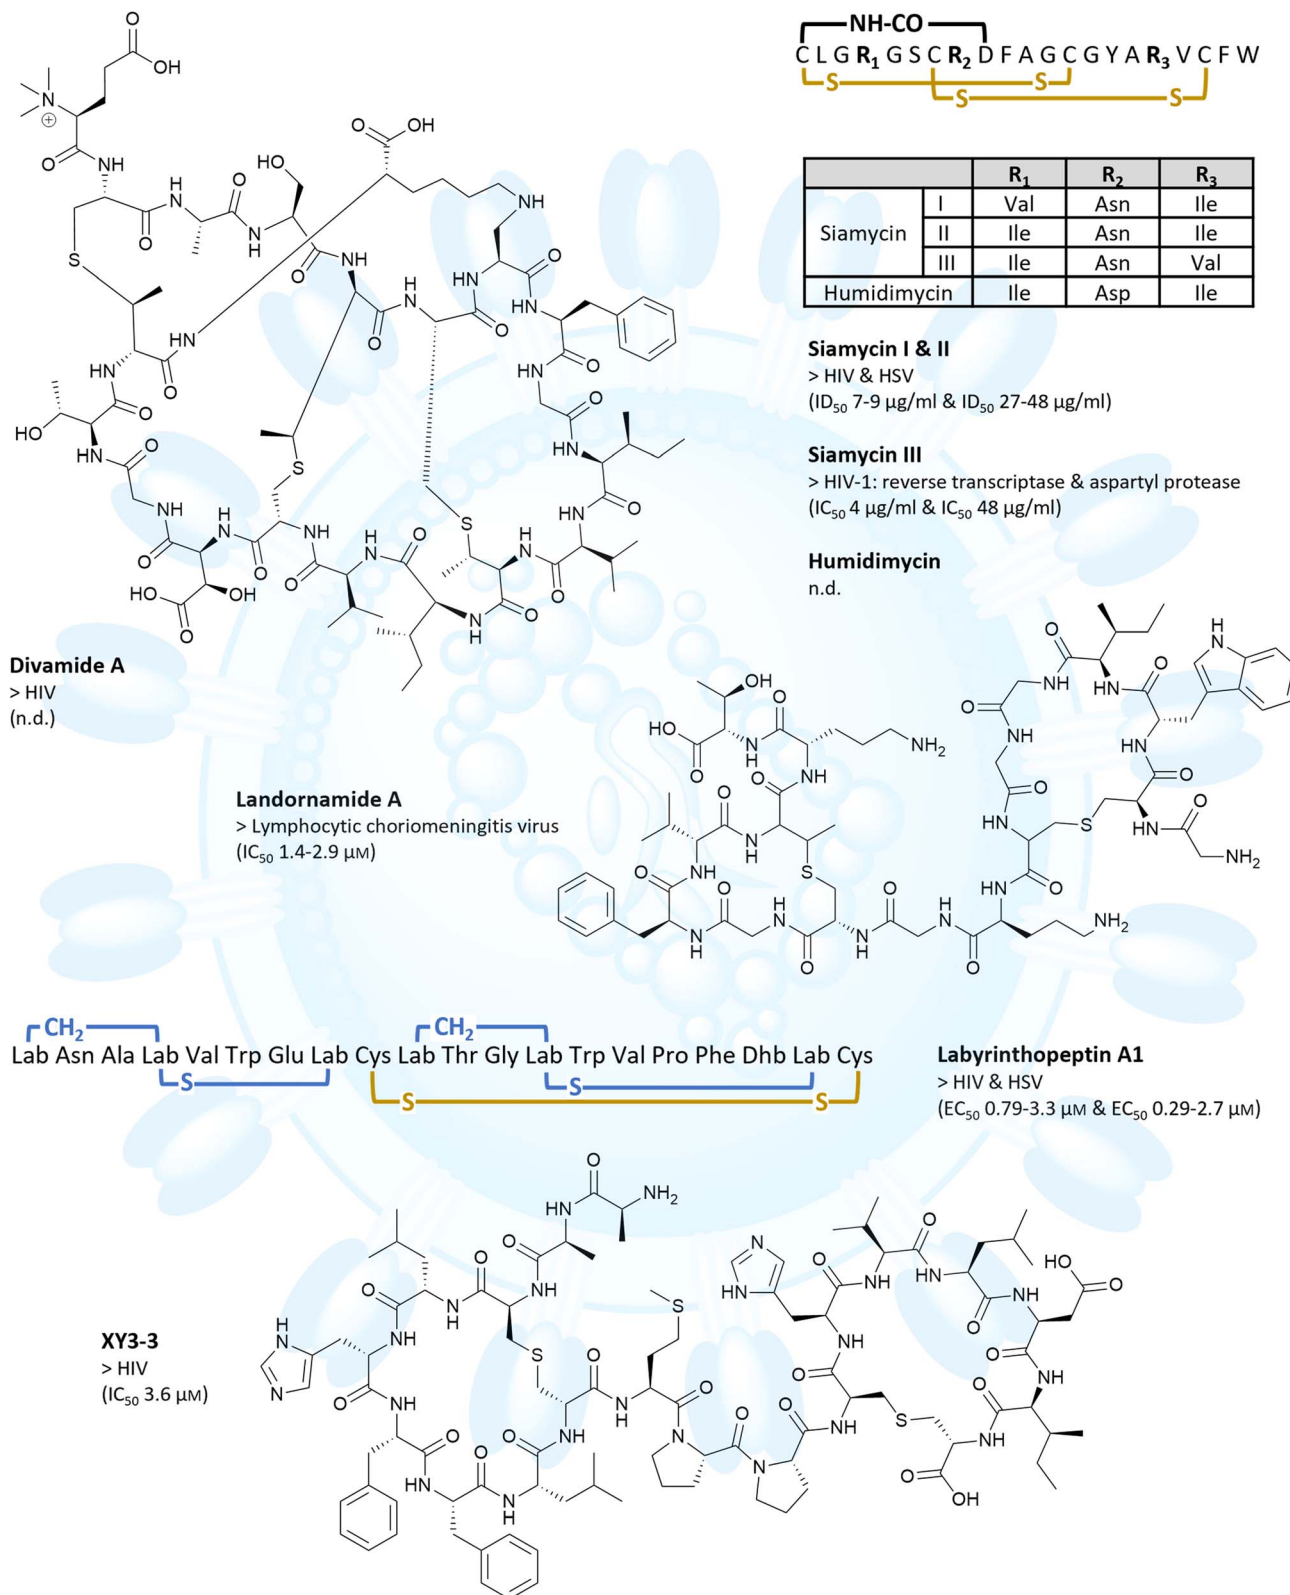 NH-CO
C L G R₁ G S C R₂ D F A G C G Y A R₃ V C F W
S S
S S
R₁ R₂ R₃
Siamycin
I Val Asn Ile
II Ile Asn Ile
III Ile Asn Val
Humidimycin Ile Asp Ile
Siamycin I & II
> HIV & HSV
(ID₅₀ 7-9 µg/ml & ID₅₀ 27-48 µg/ml)
Siamycin III
> HIV-1: reverse transcriptase & aspartyl protease
(IC₅₀ 4 µg/ml & IC₅₀ 48 µg/ml)
Humidimycin
n.d.
Divamide A
> HIV
(n.d.)
Landornamide A
> Lymphocytic choriomeningitis virus
(IC₅₀ 1.4-2.9 µM)
CH₂ CH₂
Lab Asn Ala Lab Val Trp Glu Lab Cys Lab Thr Gly Lab Trp Val Pro Phe Dhb Lab Cys
S S
S S
Labyrinthopeptin A1
> HIV & HSV
(EC₅₀ 0.79-3.3 µM & EC₅₀ 0.29-2.7 µM)
XY3-3
> HIV
(IC₅₀ 3.6 µM)